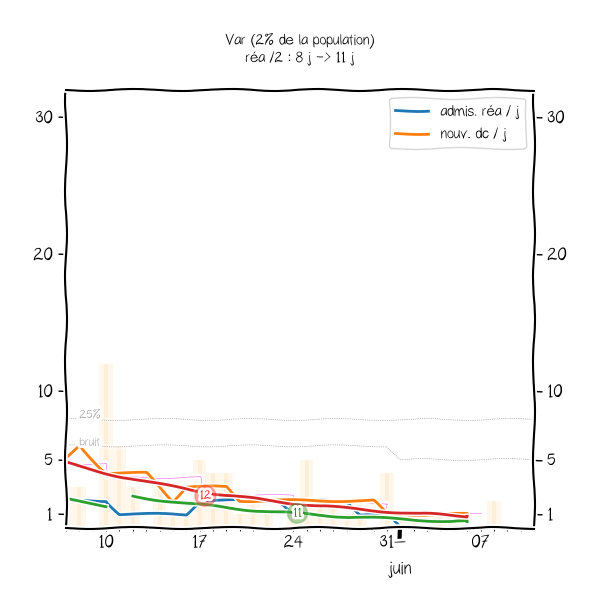 Var (2% de la population)
réa /2 : 8 j -> 11 j
admis. réa / j
nouv. dc / j
30 30
20 20
10 10
25%
bruit
5 5
12
11
1 1
10 17 24 31 07
juin